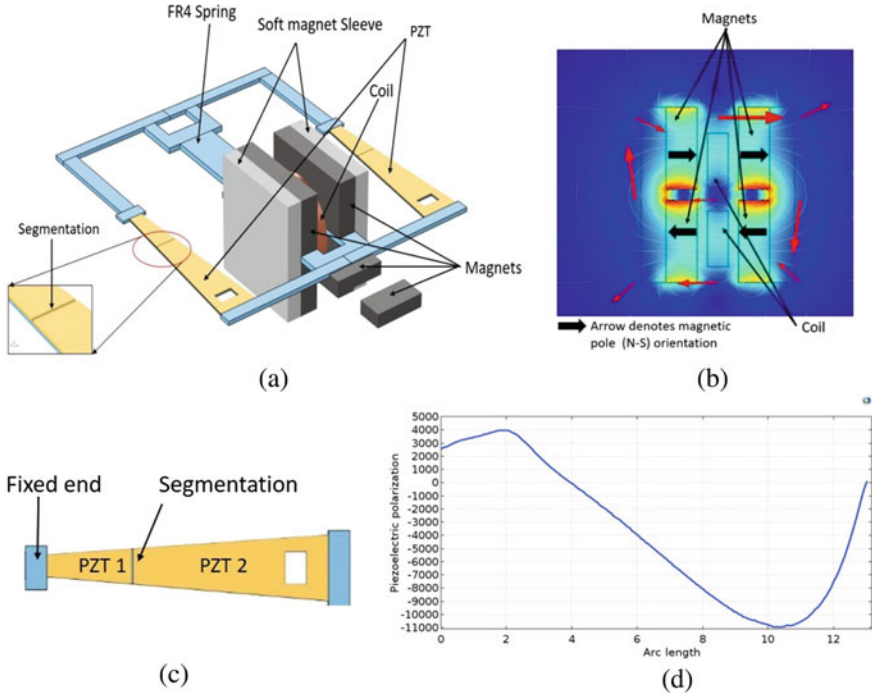 FR4 Spring
Soft magnet Sleeve
PZT
Coil
Segmentation
Magnets
(a)
Magnets
Coil
Arrow denotes magnetic
pole (N-S) orientation
(b)
Fixed end
Segmentation
PZT 1
PZT 2
(c)
5000
4000
3000
2000
1000
0
-1000
-2000
-3000
-4000
-5000
-6000
-7000
-8000
-9000
-10000
-11000
Piezoelectric polarization
0 2 4 6 8 10 12
Arc length
(d)